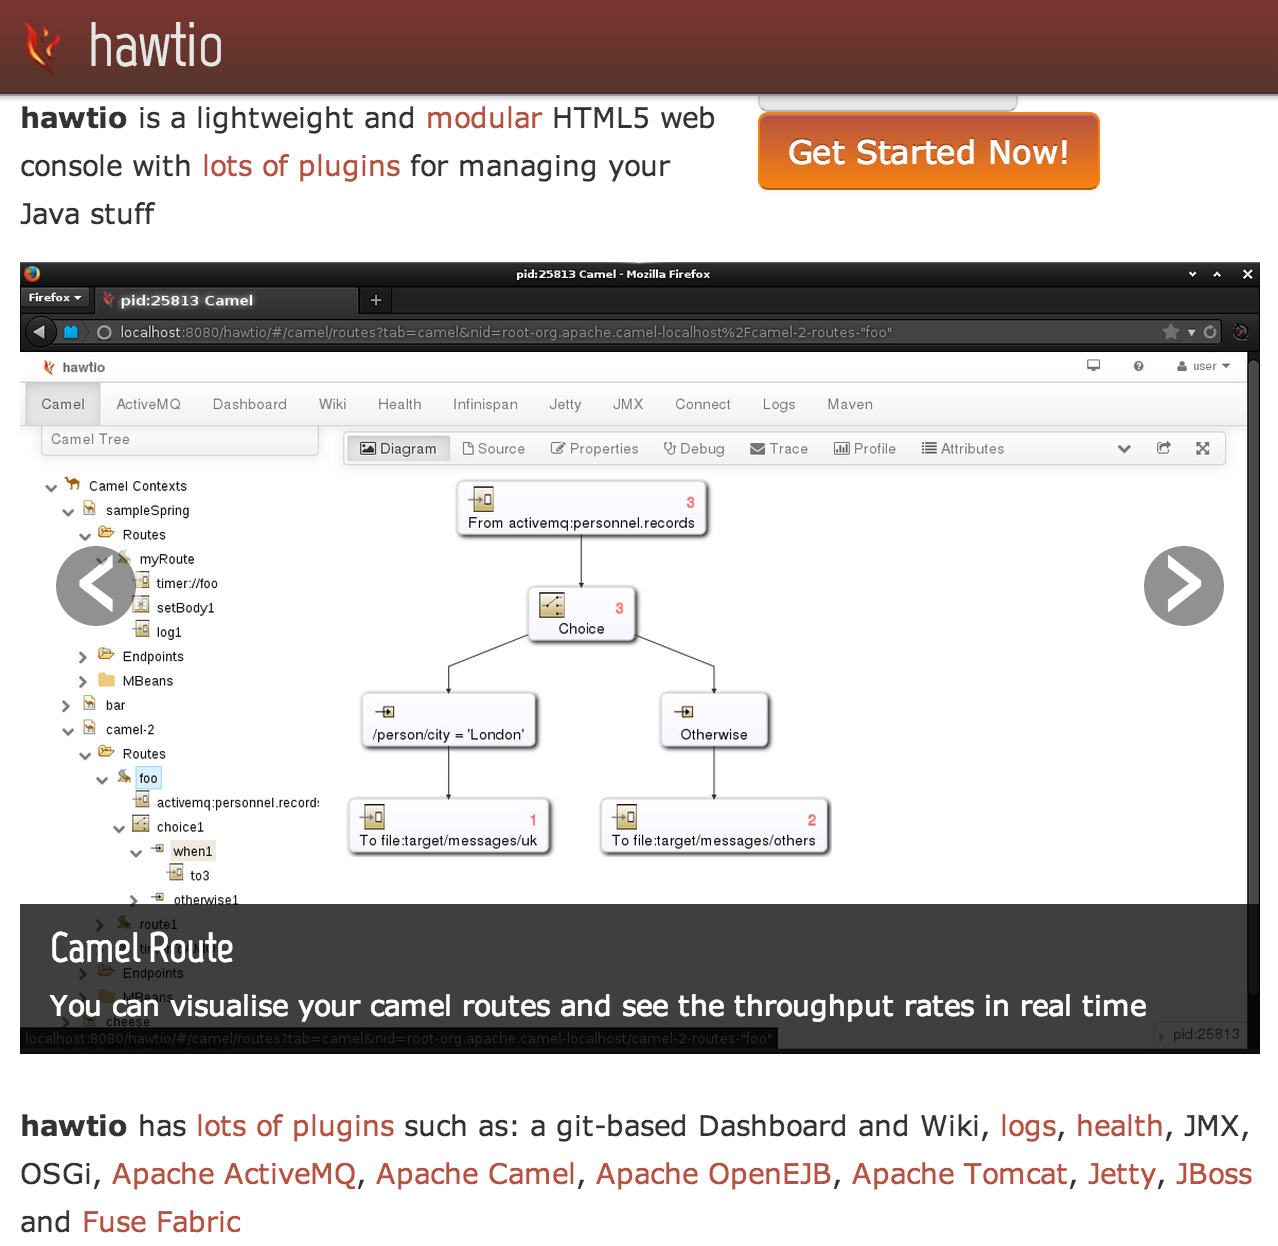 hawtio
hawtio is a lightweight and modular HTML5 web
console with lots of plugins for managing your
Java stuff
Get Started Now!
pid:25813 Camel - Mozilla Firefox
Firefox
pid:25813 Camel
localhost:8080/hawtio/#/camel/routes?tab=camel&nid=root-org.apache.camel-localhost%2Fcamel-2-routes-"foo"
hawtio
user
Camel ActiveMQ Dashboard Wiki Health Infinispan Jetty JMX Connect Logs Maven
Camel Tree
Diagram Source Properties Debug Trace Profile Attributes
Camel Contexts
sampleSpring
Routes
myRoute
timer://foo
setBody1
log1
Endpoints
MBeans
bar
camel-2
Routes
foo
activemq:personnel.records
choice1
when1
to3
otherwise1
route1
Endpoints
MBeans
cheese
3
From activemq:personnel.records
3
Choice
/person/city = 'London'
Otherwise
1
To file:target/messages/uk
2
To file:target/messages/others
Camel Route
You can visualise your camel routes and see the throughput rates in real time
localhost:8080/hawtio/#/camel/routes?tab=camel&nid=root-org.apache.camel-localhost/camel-2-routes-"foo"
pid:25813
hawtio has lots of plugins such as: a git-based Dashboard and Wiki, logs, health, JMX,
OSGi, Apache ActiveMQ, Apache Camel, Apache OpenEJB, Apache Tomcat, Jetty, JBoss
and Fuse Fabric